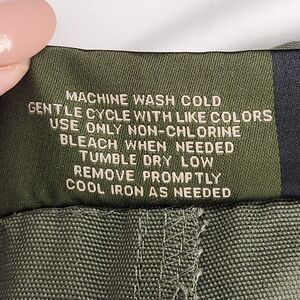 MACHINE WASH COLD
GENTLE CYCLE WITH LIKE COLORS
USE ONLY NON-CHLORINE
BLEACH WHEN NEEDED
TUMBLE DRY LOW
REMOVE PROMPTLY
COOL IRON AS NEEDED